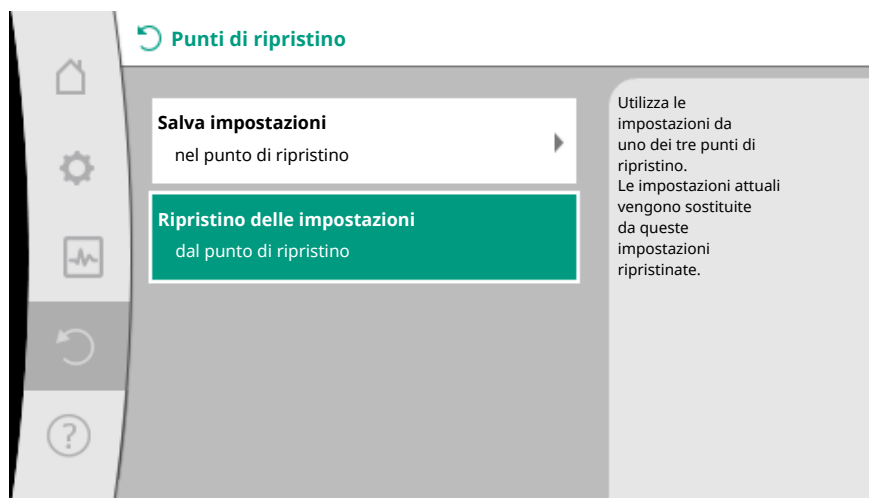 Punti di ripristino
Salva impostazioni
nel punto di ripristino
Ripristino delle impostazioni
dal punto di ripristino
Utilizza le
impostazioni da
uno dei tre punti di
ripristino.
Le impostazioni attuali
vengono sostituite
da queste
impostazioni
ripristinate.
?